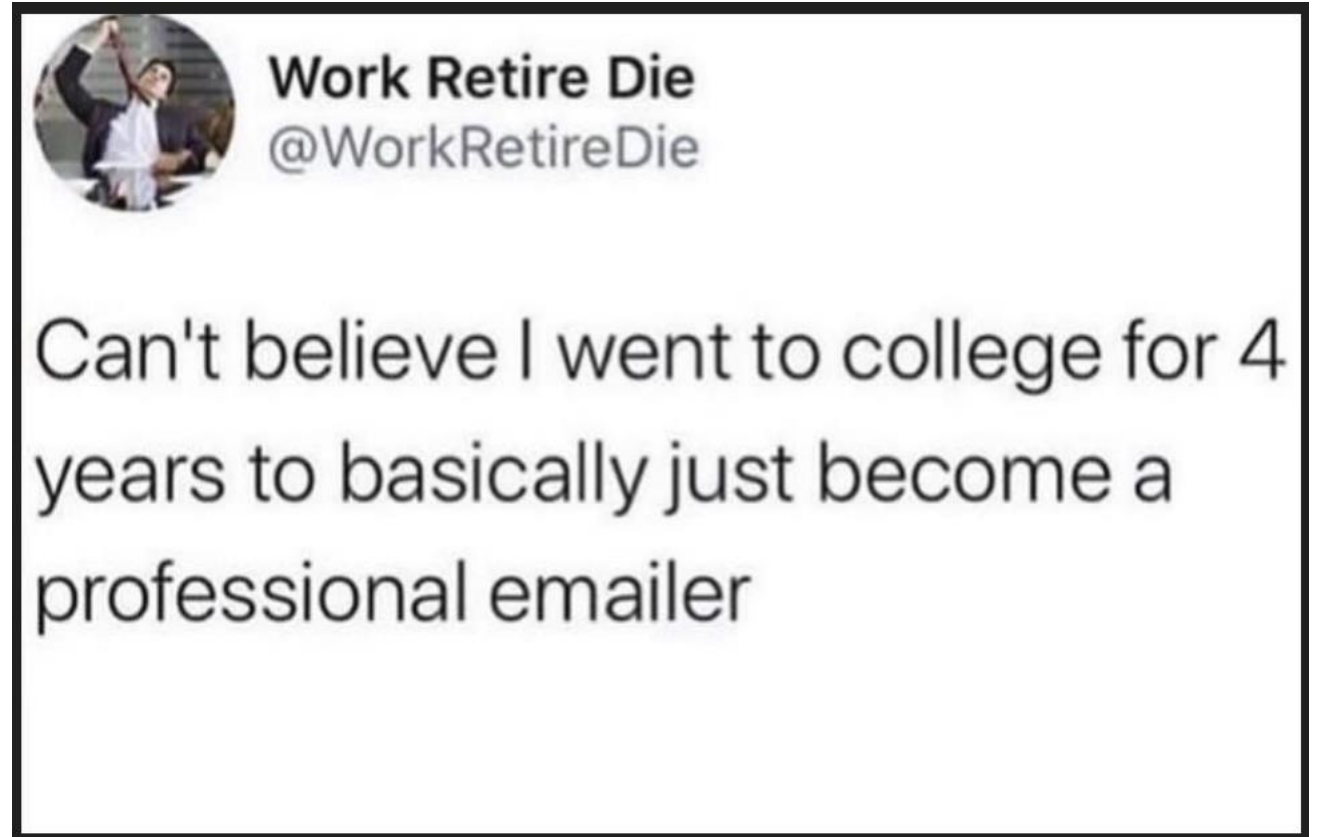 Work Retire Die
@WorkRetireDie
Can't believe I went to college for 4
years to basically just become a
professional emailer